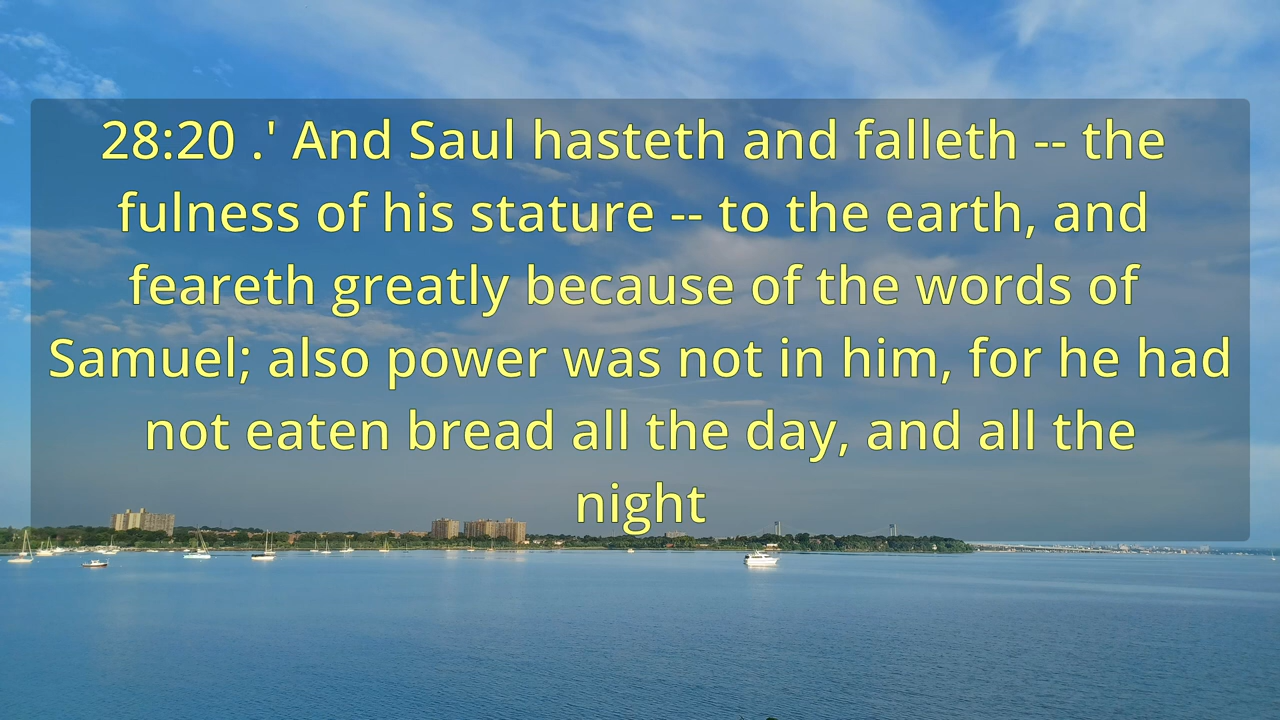 28:20 .' And Saul hasteth and falleth -- the
fulness of his stature -- to the earth, and
feareth greatly because of the words of
Samuel; also power was not in him, for he had
not eaten bread all the day, and all the
night